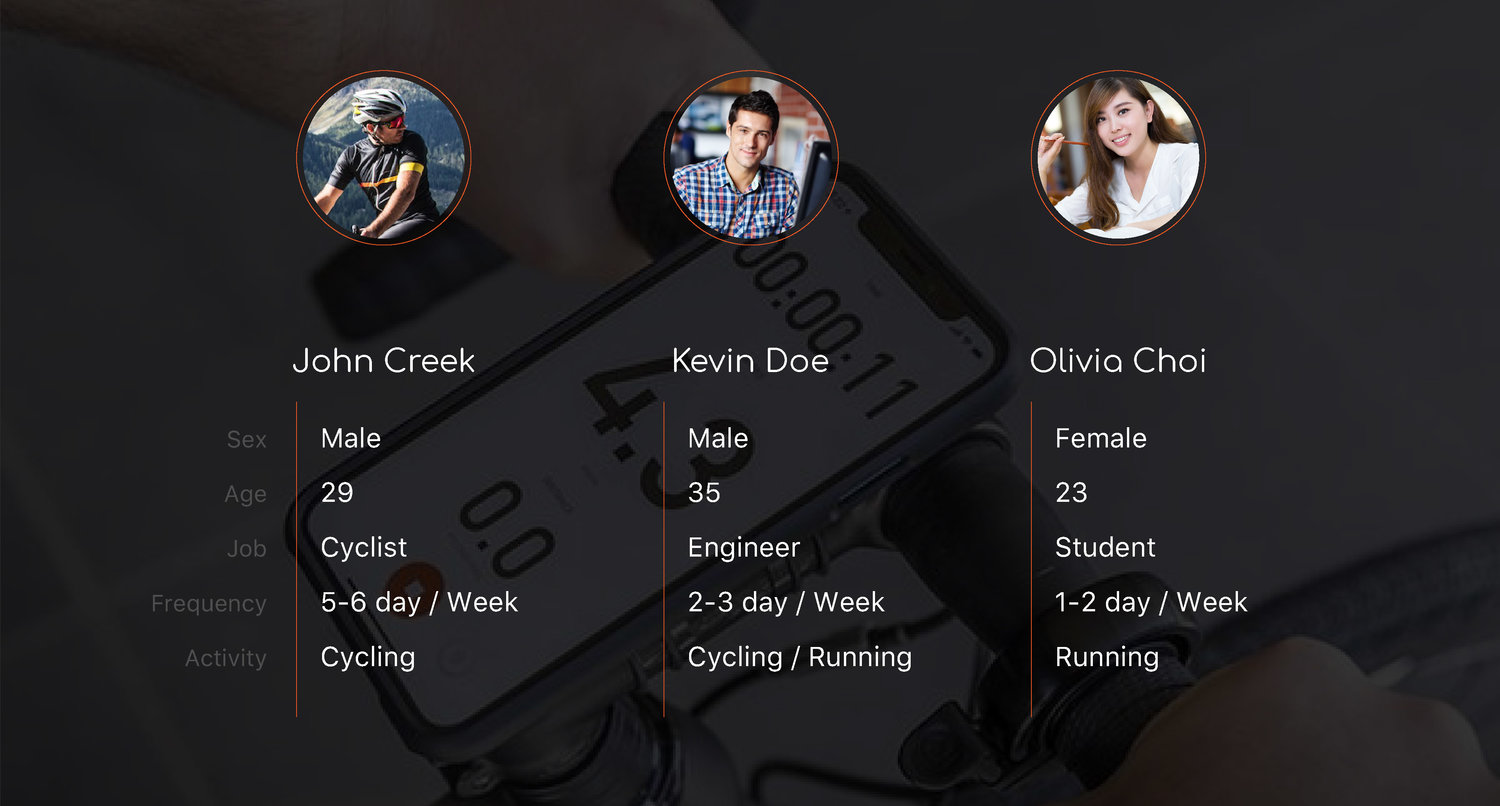 John Creek Kevin Doe Olivia Choi
Sex Male Male Female
Age 29 35 23
Job Cyclist Engineer Student
Frequency 5-6 day / Week 2-3 day / Week 1-2 day / Week
Activity Cycling Cycling / Running Running
00:00:11
4.3
0.0